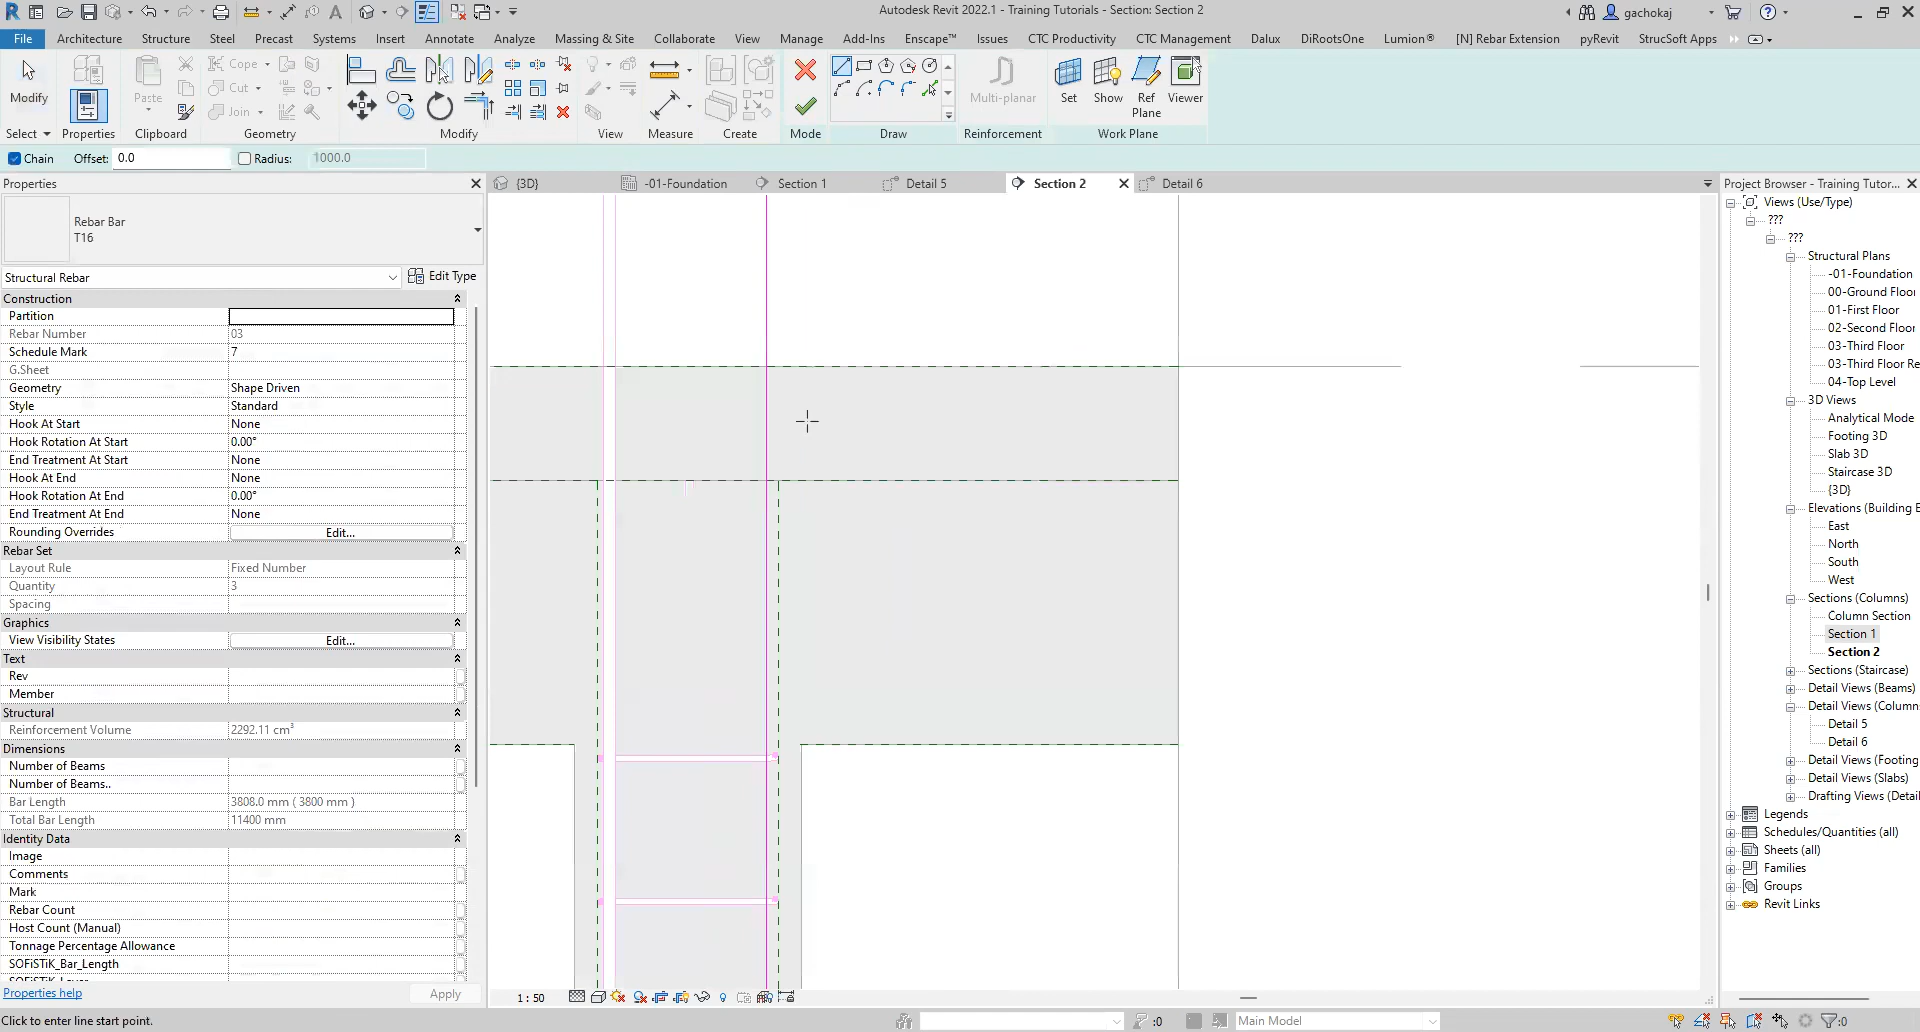 Autodesk Revit 2022.1 - Training Tutorials - Section: Section 2
gachokaj
File Architecture Structure Steel Precast Systems Insert Annotate Analyze Massing & Site Collaborate View Manage Add-Ins Enscape™ Issues CTC Productivity CTC Management Dalux DiRootsOne Lumion® [N] Rebar Extension pyRevit StrucSoft Apps
Modify
Paste
Cope
Cut
Join
Multi-planar
Set Show Ref Plane Viewer
Select Properties Clipboard Geometry Modify View Measure Create Mode Draw Reinforcement Work Plane
Chain Offset: 0.0 Radius: 1000.0
Properties
{3D} -01-Foundation Section 1 Detail 5 Section 2 Detail 6
Rebar Bar
T16
Structural Rebar Edit Type
Construction
Partition
Rebar Number 03
Schedule Mark 7
G.Sheet
Geometry Shape Driven
Style Standard
Hook At Start None
Hook Rotation At Start 0.00°
End Treatment At Start None
Hook At End None
Hook Rotation At End 0.00°
End Treatment At End None
Rounding Overrides Edit...
Rebar Set
Layout Rule Fixed Number
Quantity 3
Spacing
Graphics
View Visibility States Edit...
Text
Rev
Member
Structural
Reinforcement Volume 2292.11 cm³
Dimensions
Number of Beams
Number of Beams..
Bar Length 3808.0 mm ( 3800 mm )
Total Bar Length 11400 mm
Identity Data
Image
Comments
Mark
Rebar Count
Host Count (Manual)
Tonnage Percentage Allowance
SOFiSTiK_Bar_Length
Properties help Apply
1 : 50
Click to enter line start point.
:0
Main Model
:0
Project Browser - Training Tutor...
Views (Use/Type)
???
???
Structural Plans
-01-Foundation
00-Ground Floor
01-First Floor
02-Second Floor
03-Third Floor
03-Third Floor Re
04-Top Level
3D Views
Analytical Mode
Footing 3D
Slab 3D
Staircase 3D
{3D}
Elevations (Building E
East
North
South
West
Sections (Columns)
Column Section
Section 1
Section 2
Sections (Staircase)
Detail Views (Beams)
Detail Views (Column
Detail 5
Detail 6
Detail Views (Footing
Detail Views (Slabs)
Drafting Views (Detai
Legends
Schedules/Quantities (all)
Sheets (all)
Families
Groups
Revit Links